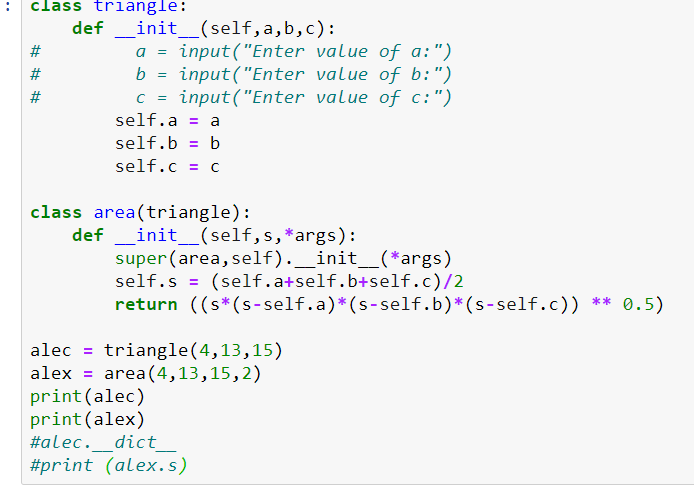 : class triangle:
    def __init__(self,a,b,c):
#         a = input("Enter value of a:")
#         b = input("Enter value of b:")
#         c = input("Enter value of c:")
        self.a = a
        self.b = b
        self.c = c
class area(triangle):
    def __init__(self,s,*args):
        super(area,self).__init__(*args)
        self.s = (self.a+self.b+self.c)/2
        return ((s*(s-self.a)*(s-self.b)*(s-self.c)) ** 0.5)
alec = triangle(4,13,15)
alex = area(4,13,15,2)
print(alec)
print(alex)
#alec.__dict__
#print (alex.s)